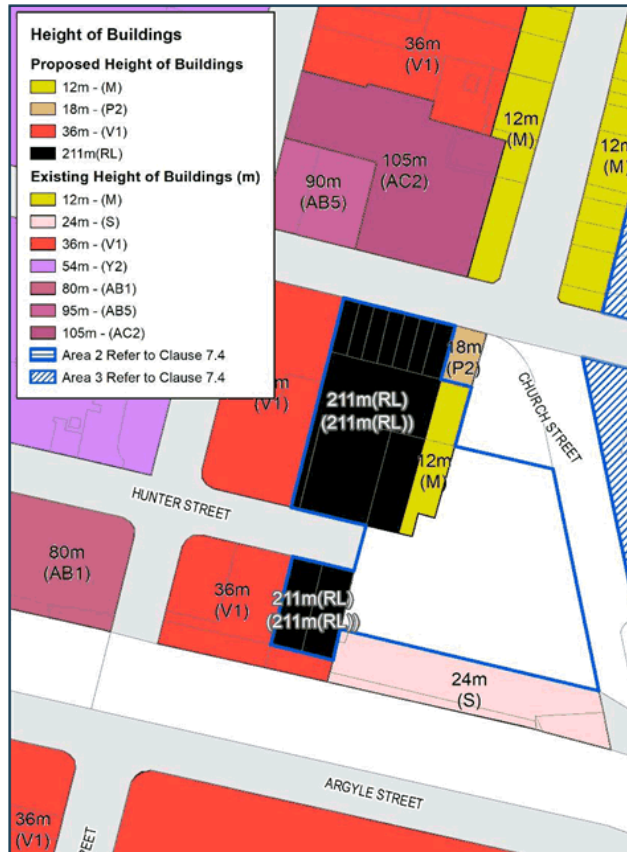 Height of Buildings
Proposed Height of Buildings
12m - (M)
18m - (P2)
36m - (V1)
211m(RL)
Existing Height of Buildings (m)
12m - (M)
24m - (S)
36m - (V1)
54m - (Y2)
80m - (AB1)
95m - (AB5)
105m - (AC2)
Area 2 Refer to Clause 7.4
Area 3 Refer to Clause 7.4
36m
(V1)
12m
(M)
12m
(M)
105m
(AC2)
90m
(AB5)
18m
(P2)
CHURCH STREET
(V1)
211m(RL)
(211m(RL))
12m
(M)
HUNTER STREET
80m
(AB1)
36m
(V1)
211m(RL)
(211m(RL))
24m
(S)
ARGYLE STREET
36m
(V1)